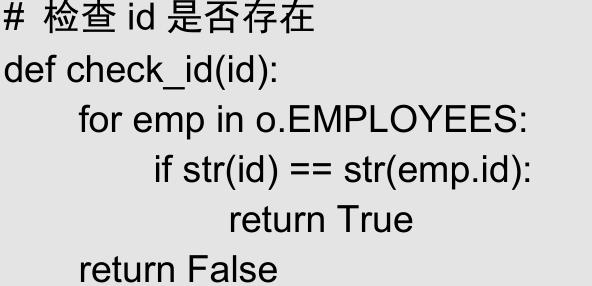 # 检查 id 是否存在
def check_id(id):
    for emp in o.EMPLOYEES:
        if str(id) == str(emp.id):
            return True
    return False